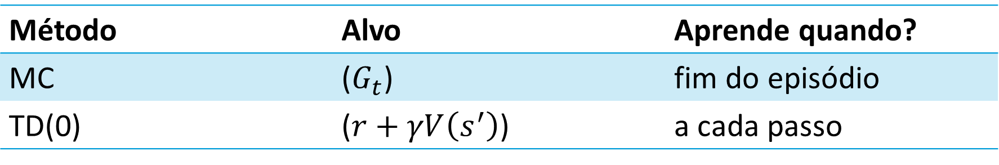 Método Alvo Aprende quando?
MC (G_t) fim do episódio
TD(0) (r + γV(s′)) a cada passo